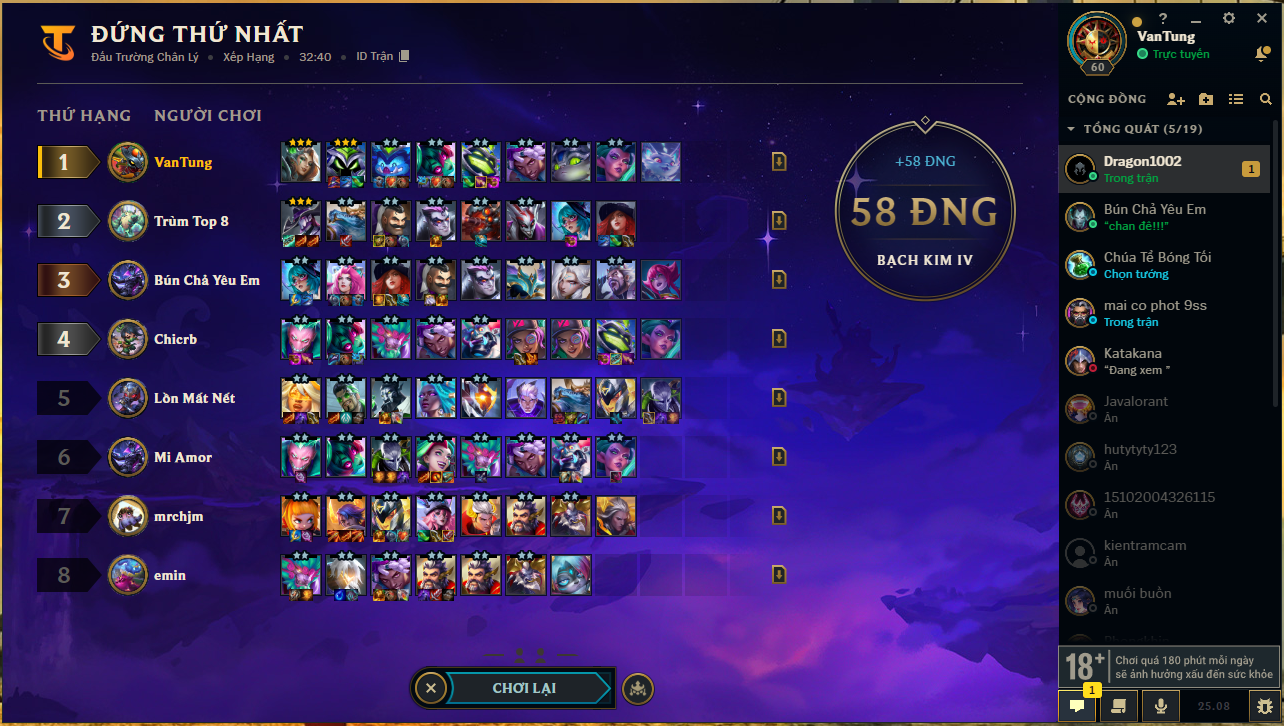 ĐỨNG THỨ NHẤT
Đấu Trường Chân Lý • Xếp Hạng • 32:40 • ID Trận
THỨ HẠNG NGƯỜI CHƠI
1 VanTung
2 Trùm Top 8
3 Bún Chả Yêu Em
4 Chicrb
5 Lồn Mất Nết
6 Mi Amor
7 mrchjm
8 emin
+58 ĐNG
58 ĐNG
BẠCH KIM IV
CHƠI LẠI
?
VanTung
Trực tuyến
60
CỘNG ĐỒNG
TỔNG QUÁT (5/19)
Dragon1002
Trong trận
1
Bún Chả Yêu Em
“chan đê!!!”
Chúa Tể Bóng Tối
Chọn tướng
mai co phot 9ss
Trong trận
Katakana
“Đang xem ”
Javalorant
Ẩn
hutytyty123
Ẩn
15102004326115
Ẩn
kientramcam
Ẩn
muối buồn
Ẩn
18+
Chơi quá 180 phút mỗi ngày
sẽ ảnh hưởng xấu đến sức khỏe
1
25.08